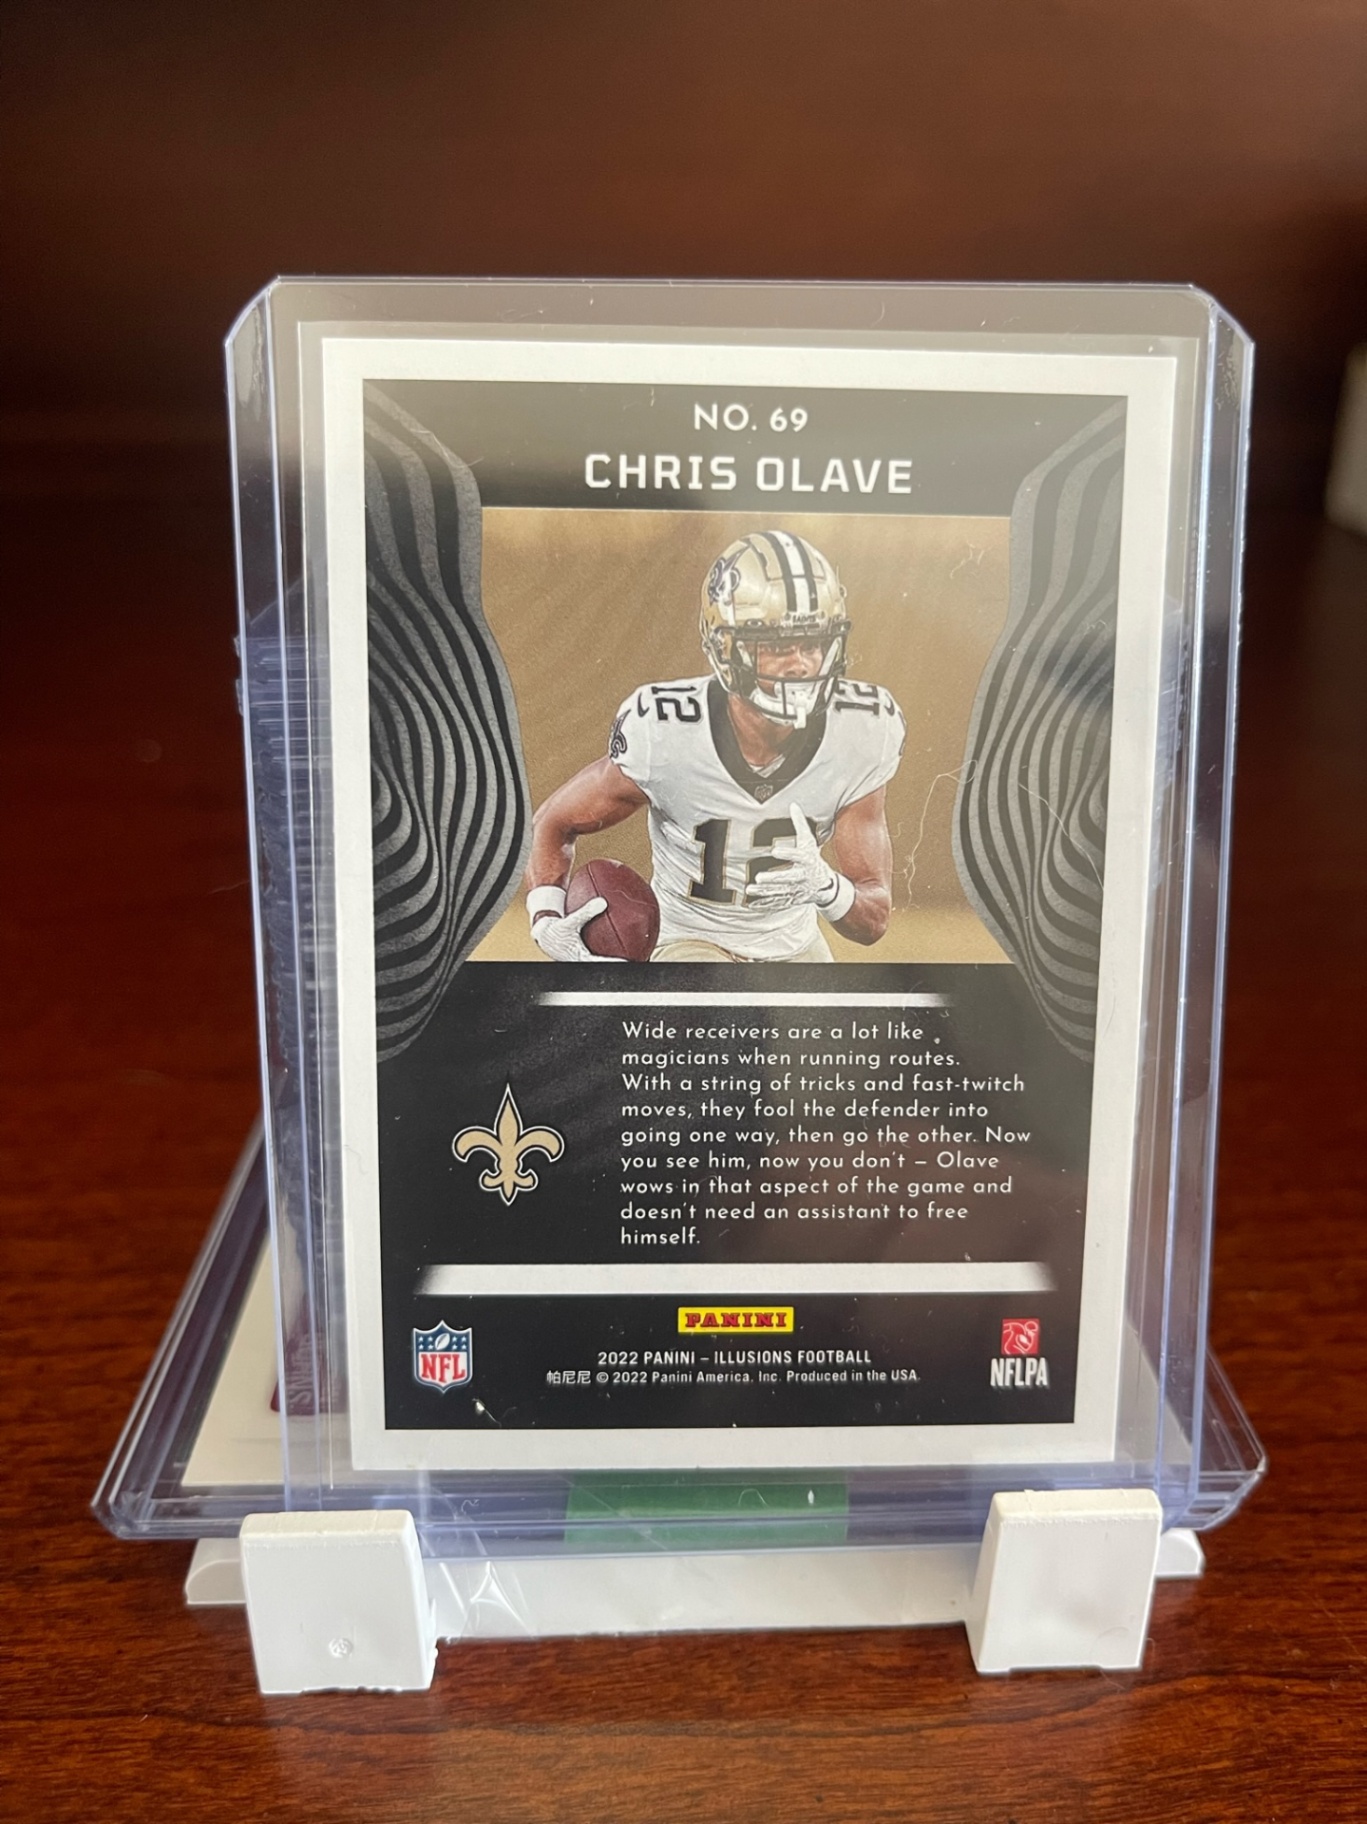 NO. 69
CHRIS OLAVE
SAINTS
12 12
12
Wide receivers are a lot like
magicians when running routes.
With a string of tricks and fast-twitch
moves, they fool the defender into
going one way, then go the other. Now
you see him, now you don't – Olave
wows in that aspect of the game and
doesn't need an assistant to free
himself.
PANINI
NFL
2022 PANINI – ILLUSIONS FOOTBALL
帕尼尼 © 2022 Panini America, Inc. Produced in the USA.
NFLPA